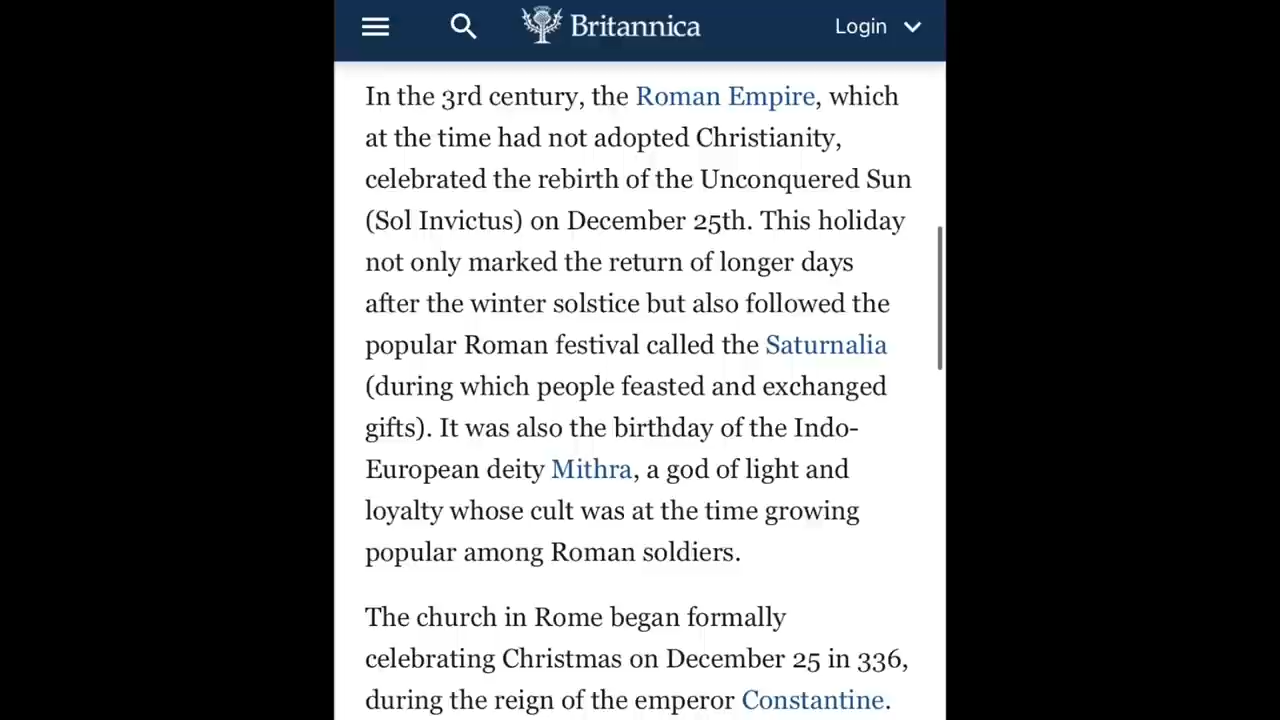 Britannica
Login
In the 3rd century, the Roman Empire, which
at the time had not adopted Christianity,
celebrated the rebirth of the Unconquered Sun
(Sol Invictus) on December 25th. This holiday
not only marked the return of longer days
after the winter solstice but also followed the
popular Roman festival called the Saturnalia
(during which people feasted and exchanged
gifts). It was also the birthday of the Indo-
European deity Mithra, a god of light and
loyalty whose cult was at the time growing
popular among Roman soldiers.
The church in Rome began formally
celebrating Christmas on December 25 in 336,
during the reign of the emperor Constantine.